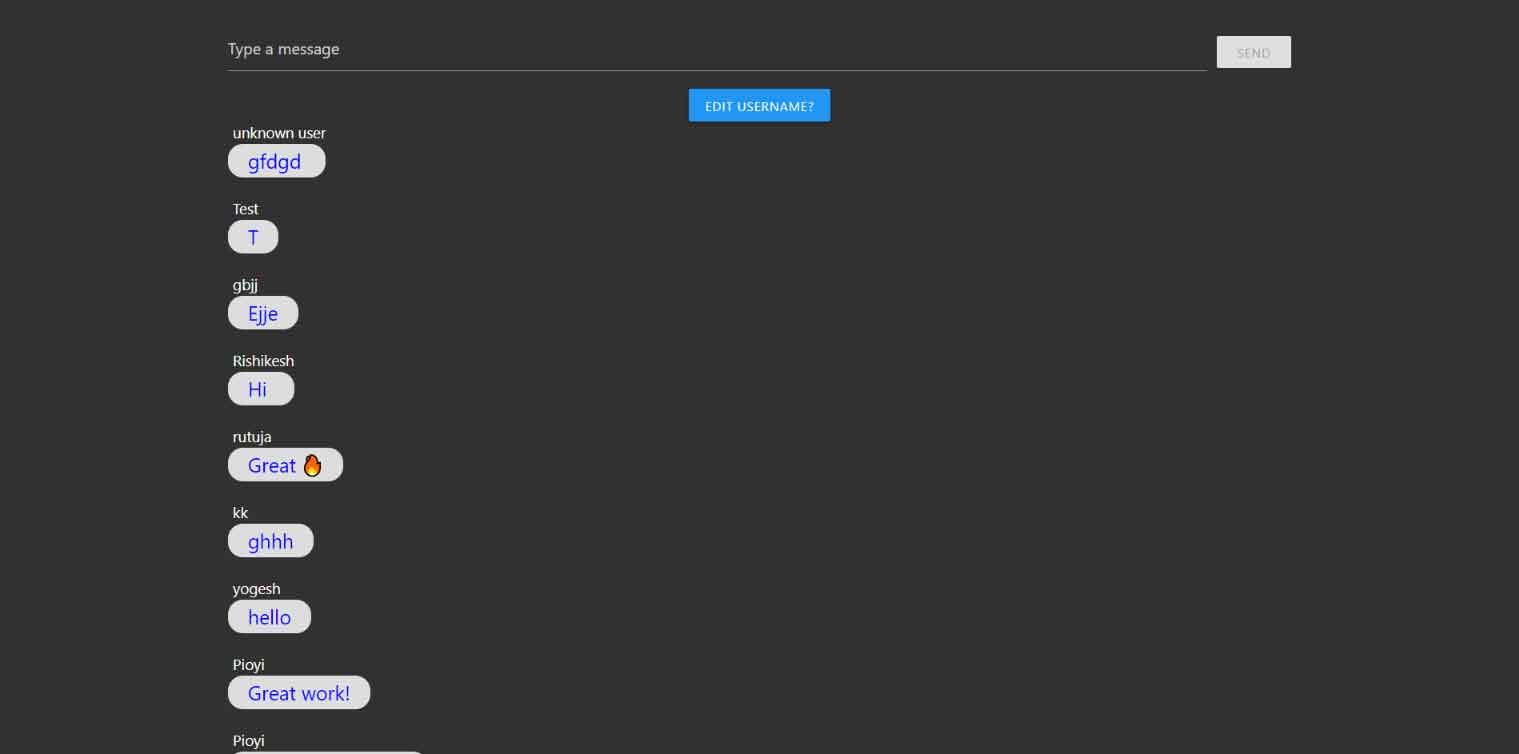 Type a message
SEND
EDIT USERNAME?
unknown user
gfdgd
Test
T
gbjj
Ejje
Rishikesh
Hi
rutuja
Great 🔥
kk
ghhh
yogesh
hello
Pioyi
Great work!
Pioyi